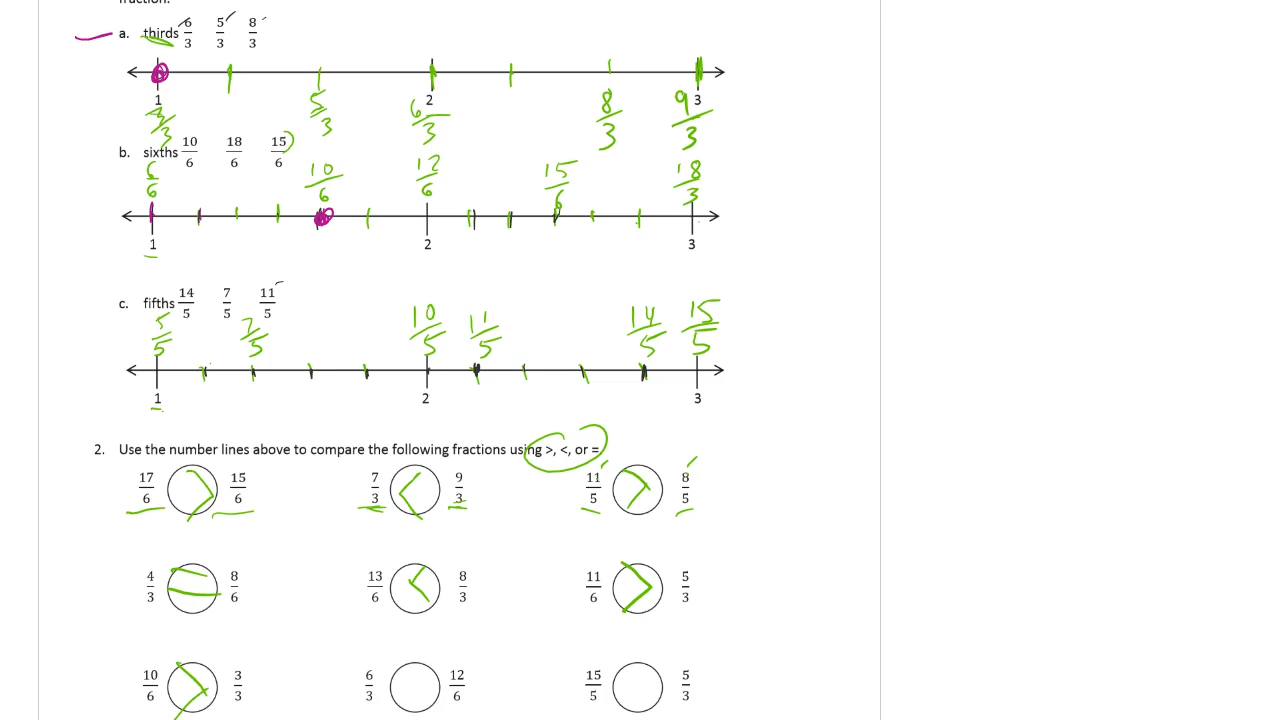 fraction.
a. thirds 6/3 5/3 8/3
1 2 3
3/3 5/3 6/3 8/3 9/3
b. sixths 10/6 18/6 15/6
6/6 10/6 12/6 15/6 18/3
1 2 3
c. fifths 14/5 7/5 11/5
5/5 7/5 10/5 11/5 14/5 15/5
1 2 3
2. Use the number lines above to compare the following fractions using >, <, or =
17/6 > 15/6 7/3 < 9/3 11/5 > 8/5
4/3 = 8/6 13/6 < 8/3 11/6 > 5/3
10/6 > 3/3 6/3 12/6 15/5 5/3